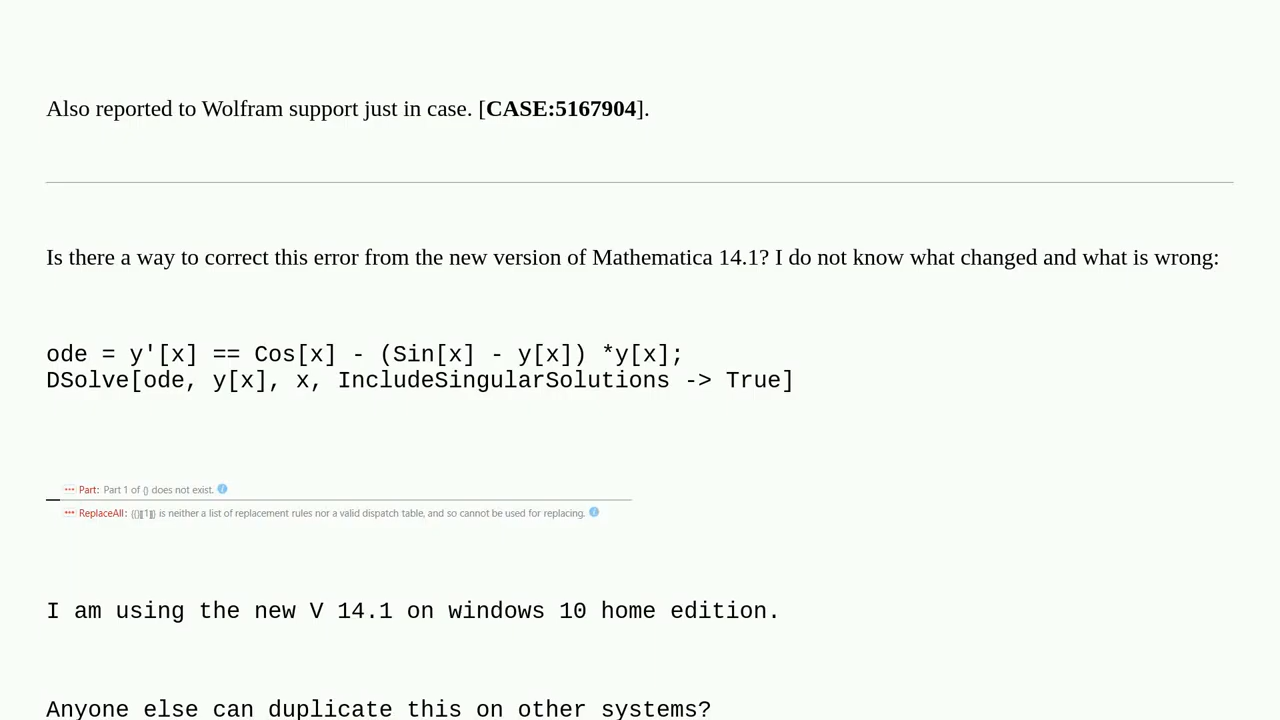 Also reported to Wolfram support just in case. [CASE:5167904].
Is there a way to correct this error from the new version of Mathematica 14.1? I do not know what changed and what is wrong:
ode = y'[x] == Cos[x] - (Sin[x] - y[x]) *y[x];
DSolve[ode, y[x], x, IncludeSingularSolutions -> True]
Part: Part 1 of {} does not exist.
ReplaceAll: {{}⟦1⟧} is neither a list of replacement rules nor a valid dispatch table, and so cannot be used for replacing.
I am using the new V 14.1 on windows 10 home edition.
Anyone else can duplicate this on other systems?